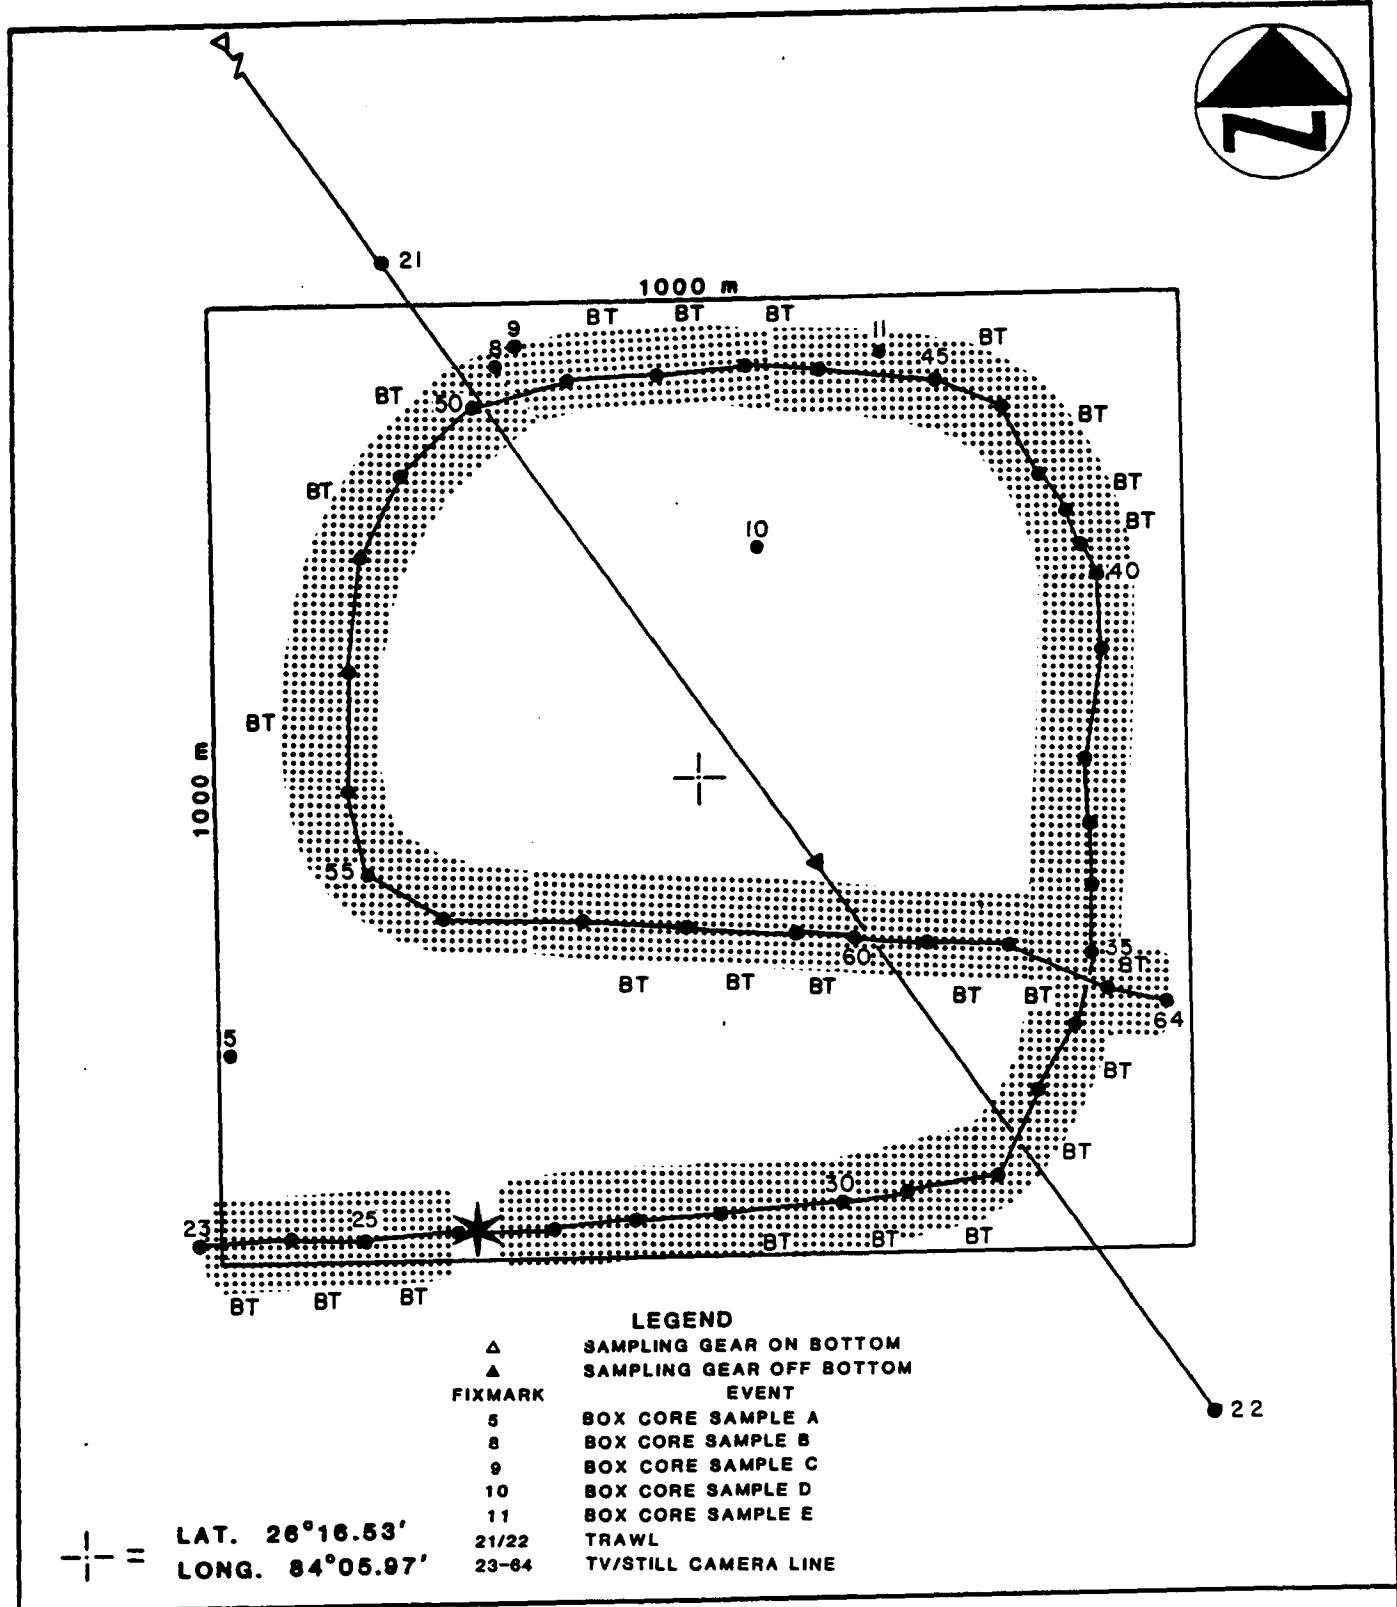 N
21
1000 m
BT BT BT
9
8
11
BT
45
BT
50
BT
BT
BT
10
BT
40
BT
1000 m
55
35
BT
60
BT BT BT BT BT
64
5
BT
BT
30
25
23
BT BT BT
BT BT BT
LEGEND
△ SAMPLING GEAR ON BOTTOM
▲ SAMPLING GEAR OFF BOTTOM
FIXMARK EVENT
5 BOX CORE SAMPLE A
8 BOX CORE SAMPLE B
9 BOX CORE SAMPLE C
10 BOX CORE SAMPLE D
11 BOX CORE SAMPLE E
21/22 TRAWL
23-64 TV/STILL CAMERA LINE
22
= LAT. 26°16.53'
LONG. 84°05.97'